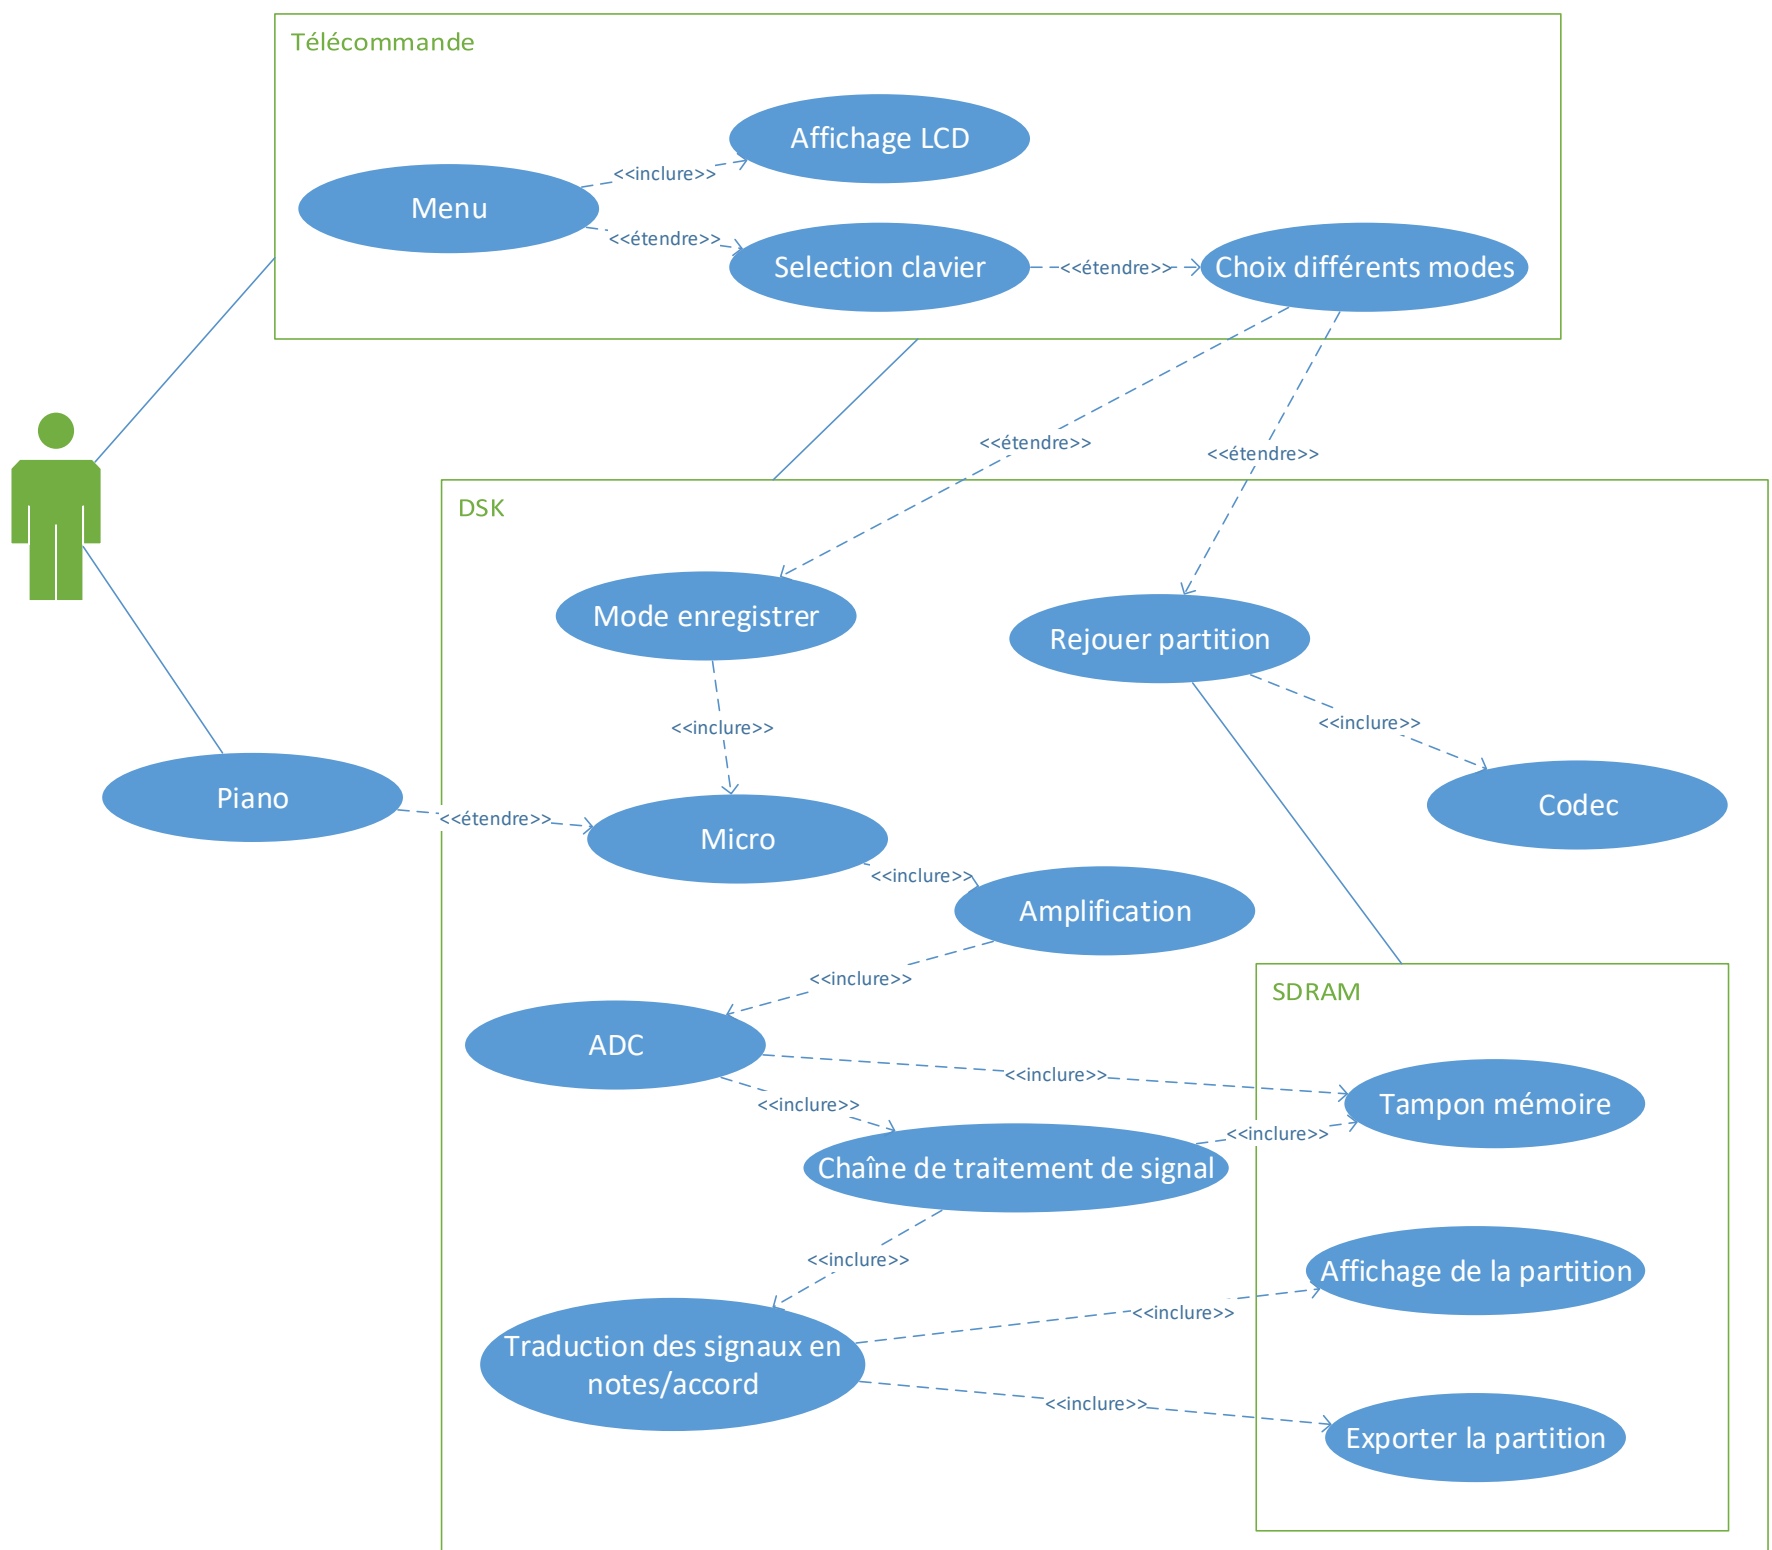 Télécommande
Affichage LCD
<<inclure>>
Menu
<<étendre>>
Selection clavier
<<étendre>>
Choix différents modes
<<étendre>>
<<étendre>>
DSK
Mode enregistrer
Rejouer partition
<<inclure>>
<<inclure>>
Piano
<<étendre>>
Micro
Codec
<<inclure>>
Amplification
<<inclure>>
SDRAM
ADC
<<inclure>>
<<inclure>>
Tampon mémoire
<<inclure>>
Chaîne de traitement de signal
<<inclure>>
Affichage de la partition
<<inclure>>
Traduction des signaux en
notes/accord
<<inclure>>
Exporter la partition